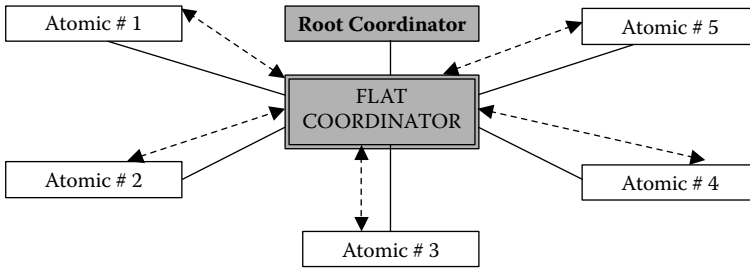 Atomic # 1
Root Coordinator
Atomic # 5
FLAT
COORDINATOR
Atomic # 2
Atomic # 4
Atomic # 3